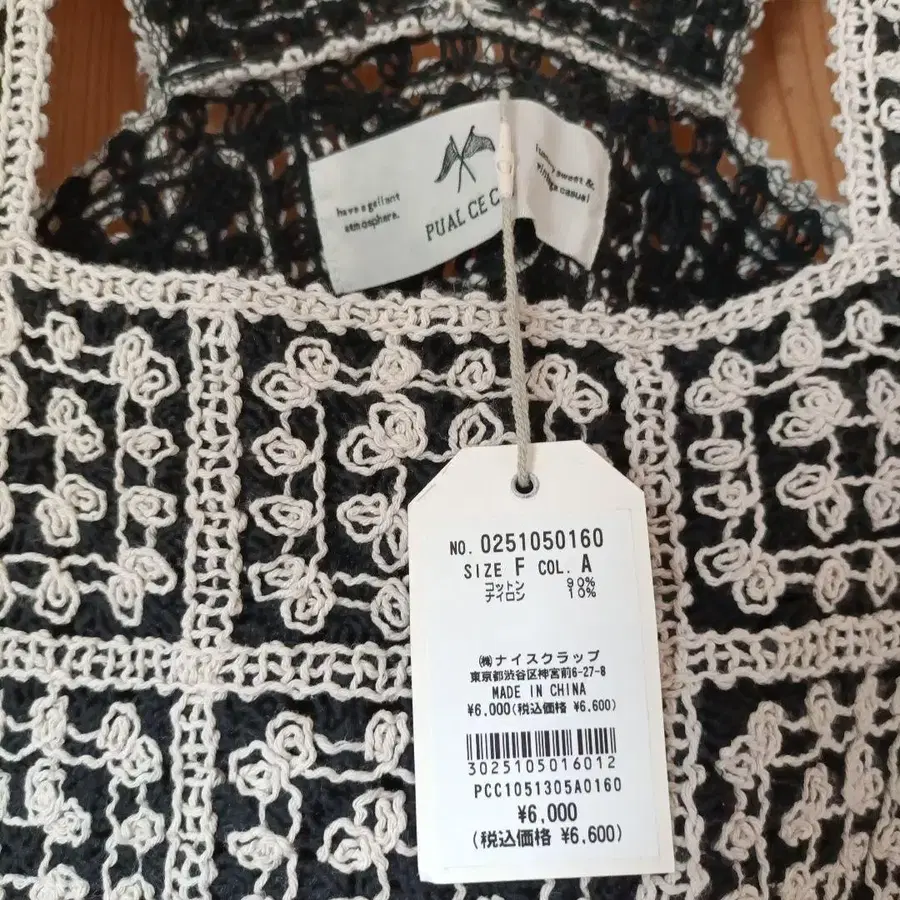 have a gallant
atmosphere.
PUAL CE C
sweet &
casual
NO. 0251050160
SIZE F COL. A
コットン 90%
ナイロン 10%
㈱ナイスクラップ
東京都渋谷区神宮前6-27-8
MADE IN CHINA
¥6,000(税込価格 ¥6,600)
3025105016012
PCC1051305A0160
¥6,000
(税込価格 ¥6,600)